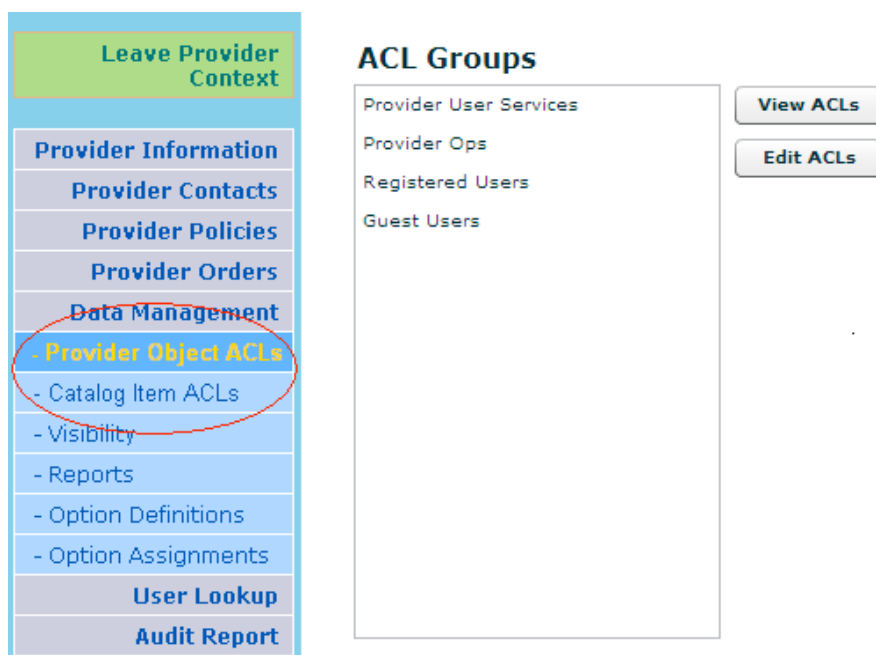 Leave Provider
Context
Provider Information
Provider Contacts
Provider Policies
Provider Orders
Data Management
- Provider Object ACLs
- Catalog Item ACLs
- Visibility
- Reports
- Option Definitions
- Option Assignments
User Lookup
Audit Report
ACL Groups
Provider User Services
Provider Ops
Registered Users
Guest Users
View ACLs
Edit ACLs